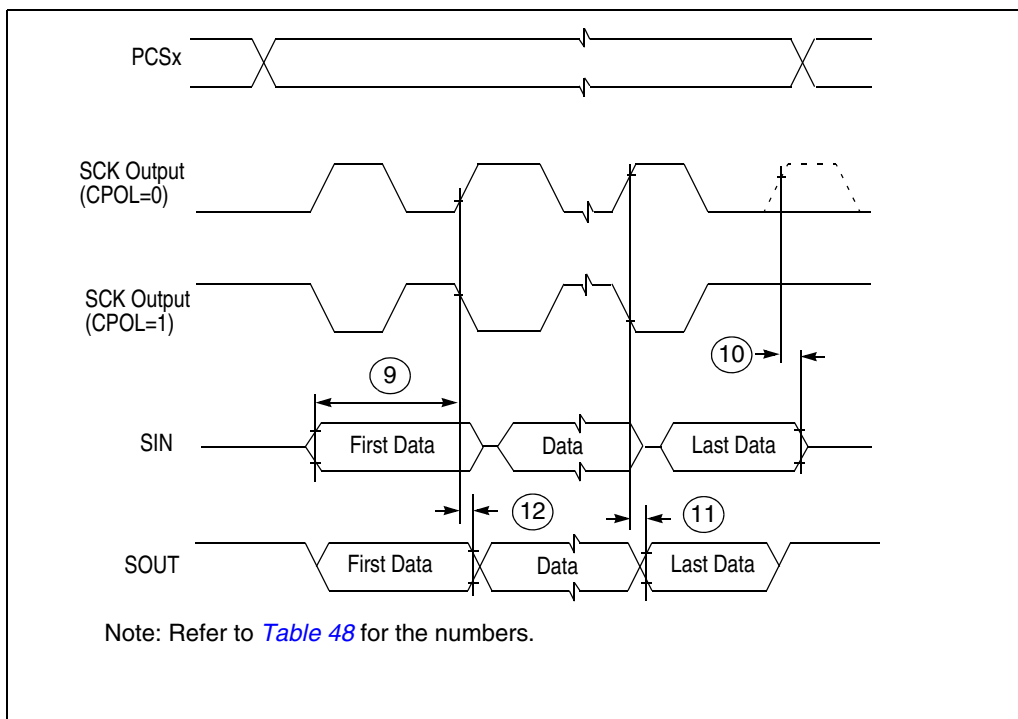 PCSx
SCK Output
(CPOL=0)
SCK Output
(CPOL=1)
10
9
SIN
First Data
Data
Last Data
12
11
SOUT
First Data
Data
Last Data
Note: Refer to Table 48 for the numbers.